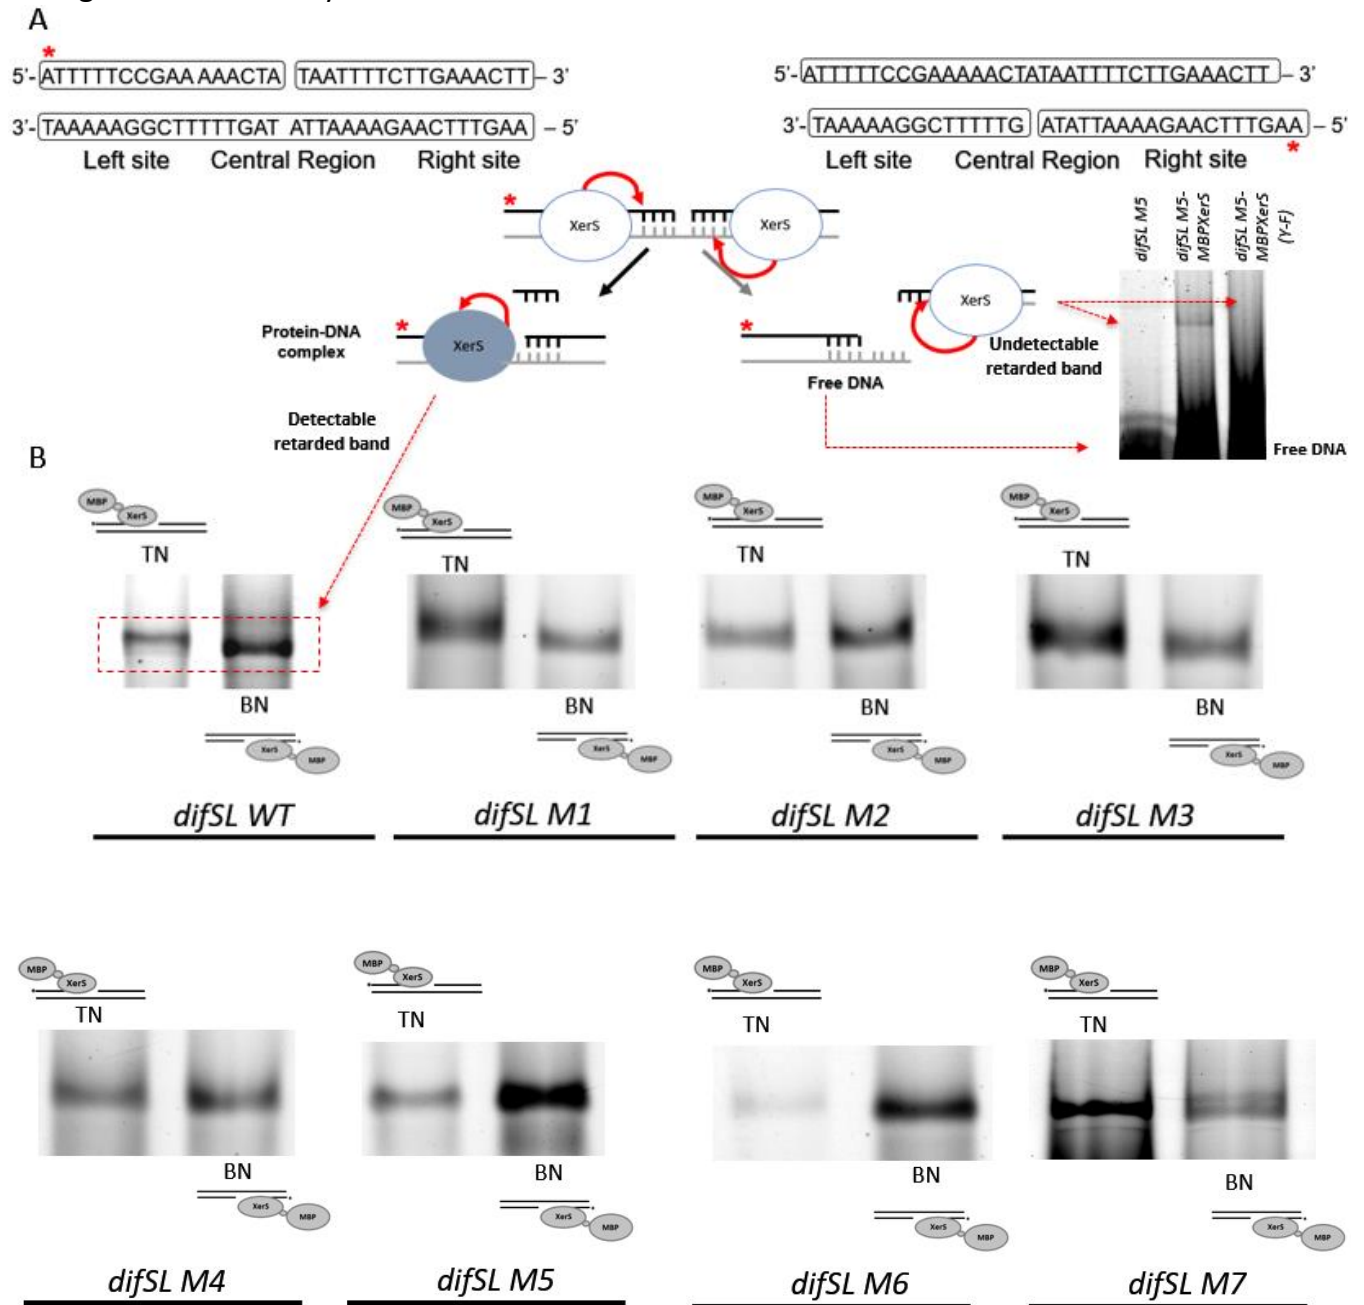 A
*
5'-ATTTTTCCGAA AAACTA TAATTTTCTTGAAACTT – 3'
3'-TAAAAAGGCTTTTTGAT ATTAAAAGAACTTTGAA – 5'
Left site Central Region Right site
5'-ATTTTTCCGAAAAACTATAATTTTCTTGAAACTT – 3'
3'-TAAAAAGGCTTTTTG ATATTAAAAGAACTTTGAA – 5'
Left site Central Region Right site
*
*
XerS
XerS
difSL M5
difSL M5-
MBPXerS
difSL M5-
MBPXerS
(Y-F)
Protein-DNA
complex
*
XerS
*
Free DNA
XerS
Undetectable
retarded band
Free DNA
Detectable
retarded band
B
MBP
XerS
TN
BN
XerS
MBP
difSL WT
MBP
XerS
TN
BN
XerS
MBP
difSL M1
MBP
XerS
TN
BN
XerS
MBP
difSL M2
MBP
XerS
TN
BN
XerS
MBP
difSL M3
MBP
XerS
TN
BN
XerS
MBP
difSL M4
MBP
XerS
TN
BN
XerS
MBP
difSL M5
MBP
XerS
TN
BN
XerS
MBP
difSL M6
MBP
XerS
TN
BN
XerS
MBP
difSL M7